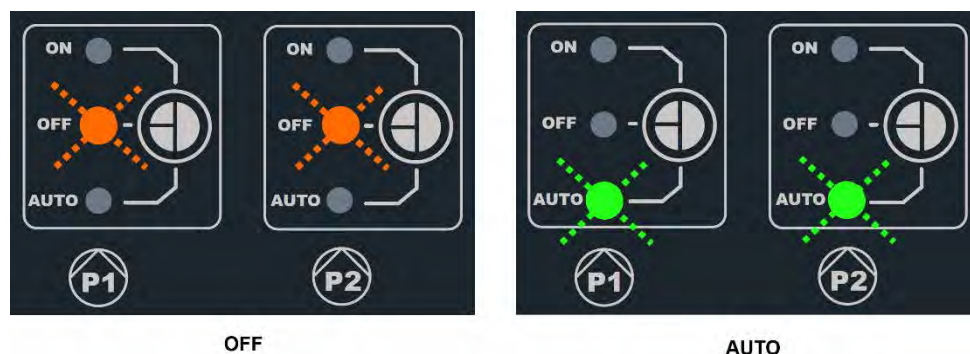 ON ON ON ON
OFF OFF OFF OFF
AUTO AUTO AUTO AUTO
P1 P2 P1 P2
OFF AUTO